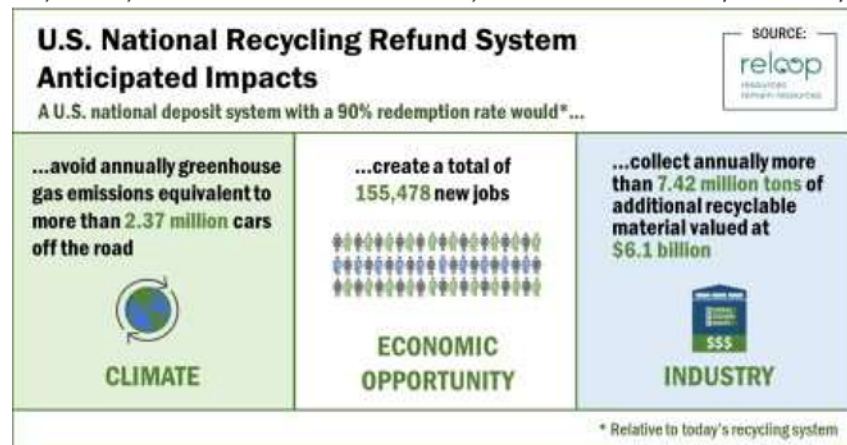 U.S. National Recycling Refund System
Anticipated Impacts
A U.S. national deposit system with a 90% redemption rate would*...
SOURCE:
reloop
resources
remain resources
...avoid annually greenhouse
gas emissions equivalent to
more than 2.37 million cars
off the road
CLIMATE
...create a total of
155,478 new jobs
ECONOMIC
OPPORTUNITY
...collect annually more
than 7.42 million tons of
additional recyclable
material valued at
$6.1 billion
$$$
INDUSTRY
* Relative to today's recycling system